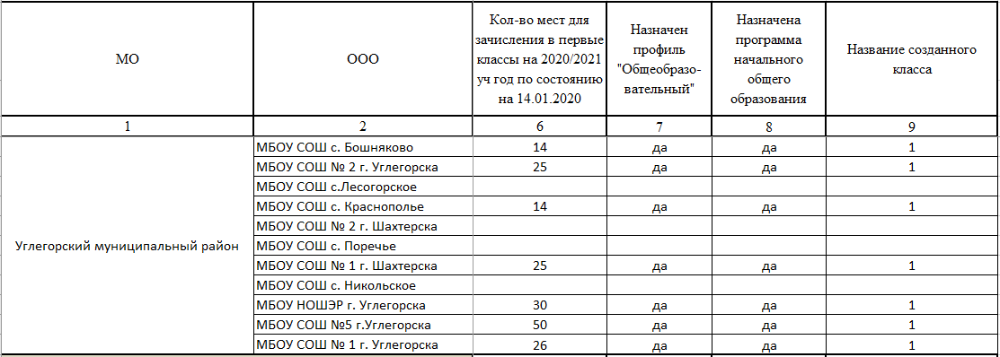 МО
ООО
Кол-во мест для
зачисления в первые
классы на 2020/2021
уч год по состоянию
на 14.01.2020
Назначен
профиль
"Общеобразо-
вательный"
Назначена
программа
начального
общего
образования
Название созданного
класса
1 2 6 7 8 9
Углегорский муниципальный район
МБОУ СОШ с. Бошняково 14 да да 1
МБОУ СОШ № 2 г. Углегорска 25 да да 1
МБОУ СОШ с.Лесогорское
МБОУ СОШ с. Краснополье 14 да да 1
МБОУ СОШ № 2 г. Шахтерска
МБОУ СОШ с. Поречье
МБОУ СОШ № 1 г. Шахтерска 25 да да 1
МБОУ СОШ с. Никольское
МБОУ НОШЭР г. Углегорска 30 да да 1
МБОУ СОШ №5 г.Углегорска 50 да да 1
МБОУ СОШ № 1 г. Углегорска 26 да да 1